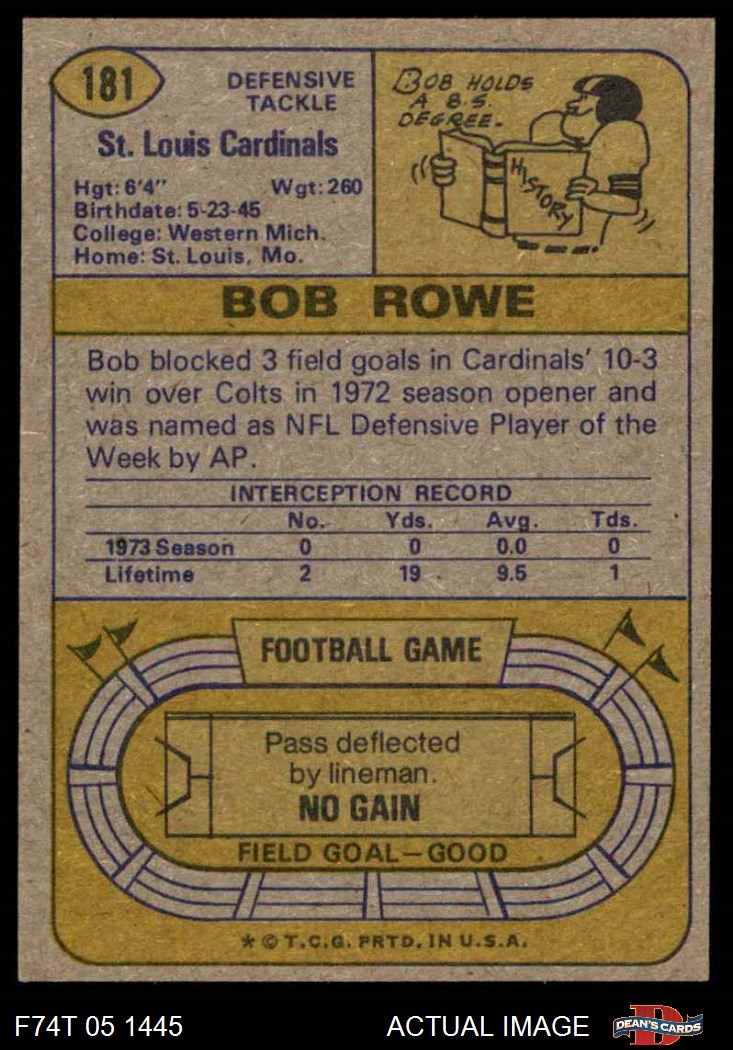 181
DEFENSIVE
TACKLE
St. Louis Cardinals
Hgt: 6'4" Wgt: 260
Birthdate: 5-23-45
College: Western Mich.
Home: St. Louis, Mo.
BOB HOLDS
A B.S.
DEGREE.
HISTORY
BOB ROWE
Bob blocked 3 field goals in Cardinals' 10-3
win over Colts in 1972 season opener and
was named as NFL Defensive Player of the
Week by AP.
INTERCEPTION RECORD
No. Yds. Avg. Tds.
1973 Season 0 0 0.0 0
Lifetime 2 19 9.5 1
FOOTBALL GAME
Pass deflected
by lineman.
NO GAIN
FIELD GOAL—GOOD
* © T.C.G. PRTD. IN U.S.A.
F74T 05 1445 ACTUAL IMAGE
D
DEAN'S CARDS